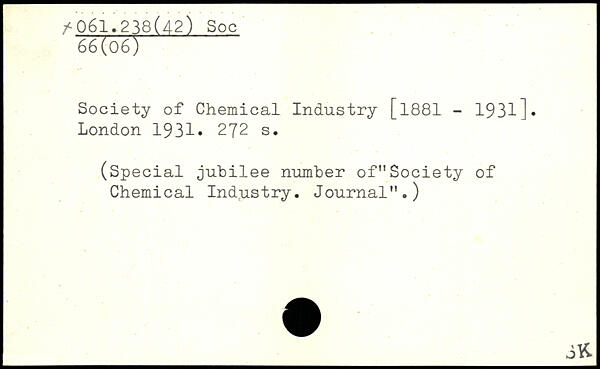 ×061.238(42) Soc
66(06)
Society of Chemical Industry [1881 - 1931].
London 1931. 272 s.
(Special jubilee number of"Society of
Chemical Industry. Journal".)